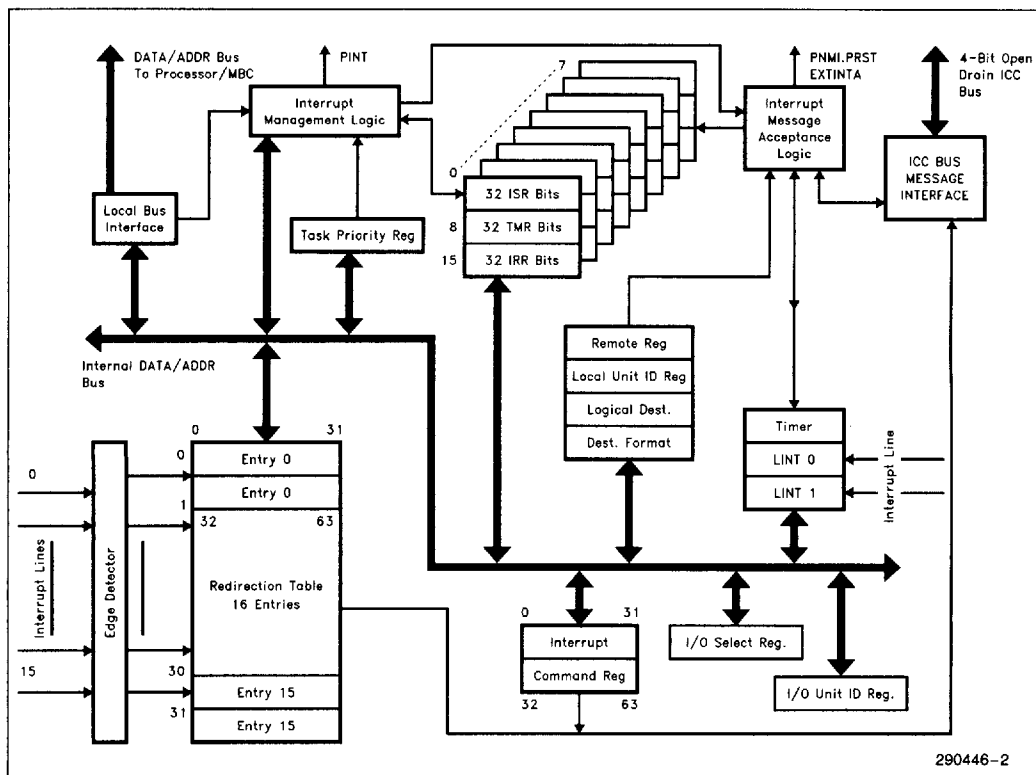 DATA/ADDR Bus
To Processor/MBC
PINT
PNMI.PRST
EXTINTA
4-Bit Open
Drain ICC
Bus
Interrupt
Management Logic
7
Interrupt
Message
Acceptance
Logic
ICC BUS
MESSAGE
INTERFACE
Local Bus
Interface
Task Priority Reg
0
32 ISR Bits
8
32 TMR Bits
15
32 IRR Bits
Internal DATA/ADDR
Bus
Remote Reg
Local Unit ID Reg
Logical Dest.
Dest. Format
Timer
LINT 0
LINT 1
Interrupt Line
0
31
0
Entry 0
0
Entry 0
1
32
63
Interrupt Lines
Edge Detector
Redirection Table
16 Entries
15
30
Entry 15
31
Entry 15
0
31
Interrupt
Command Reg
32
63
I/O Select Reg.
I/O Unit ID Reg.
290446-2